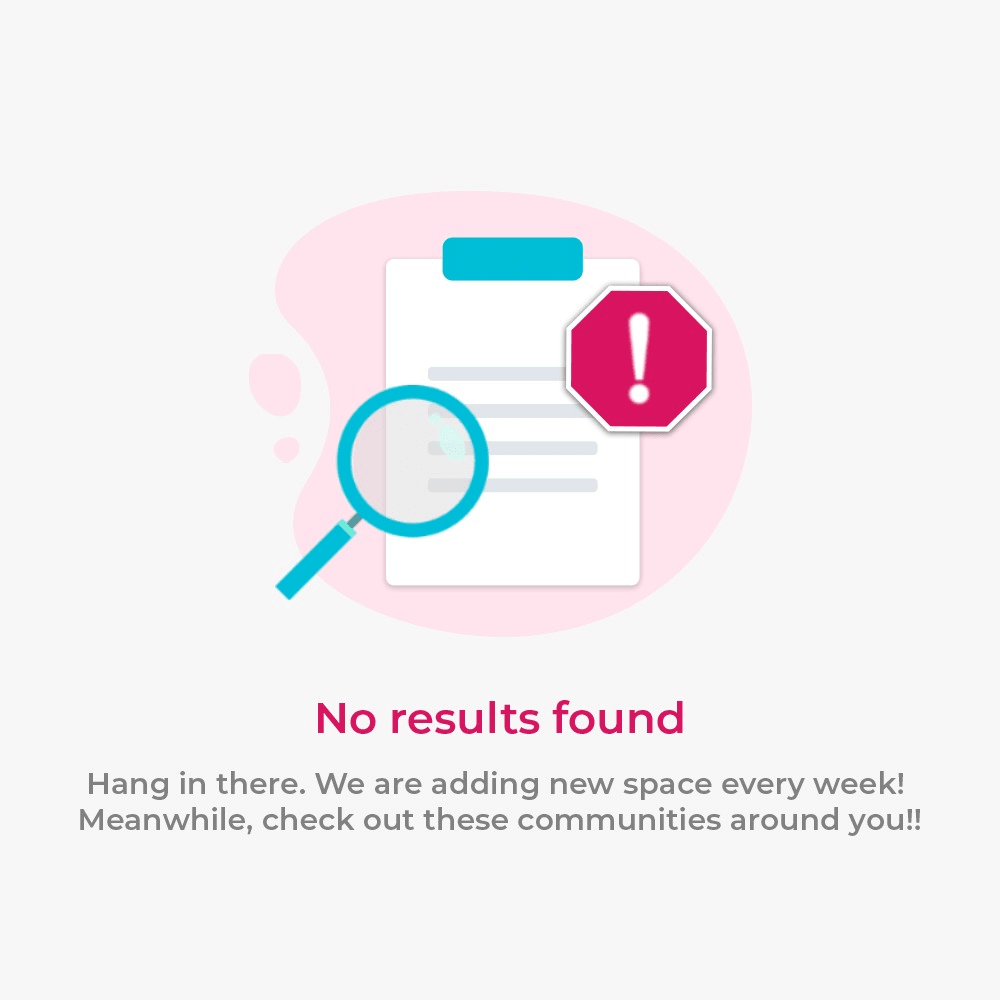 No results found
Hang in there. We are adding new space every week!
Meanwhile, check out these communities around you!!